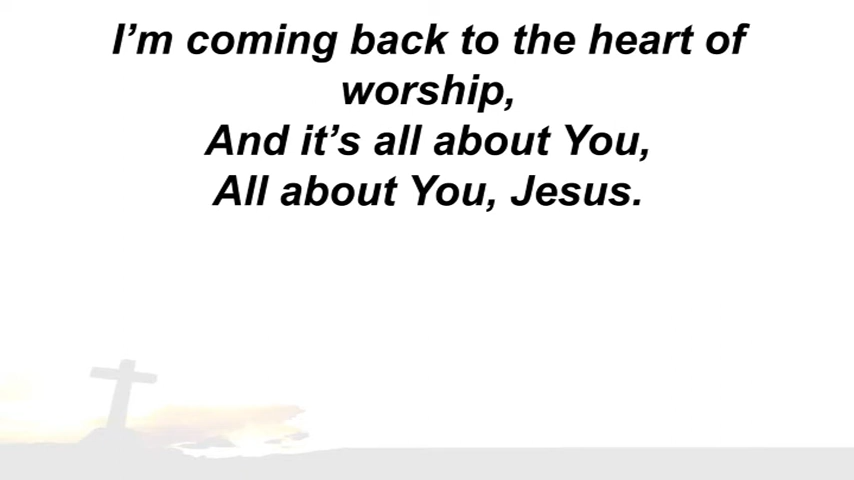 I’m coming back to the heart of
worship,
And it’s all about You,
All about You, Jesus.